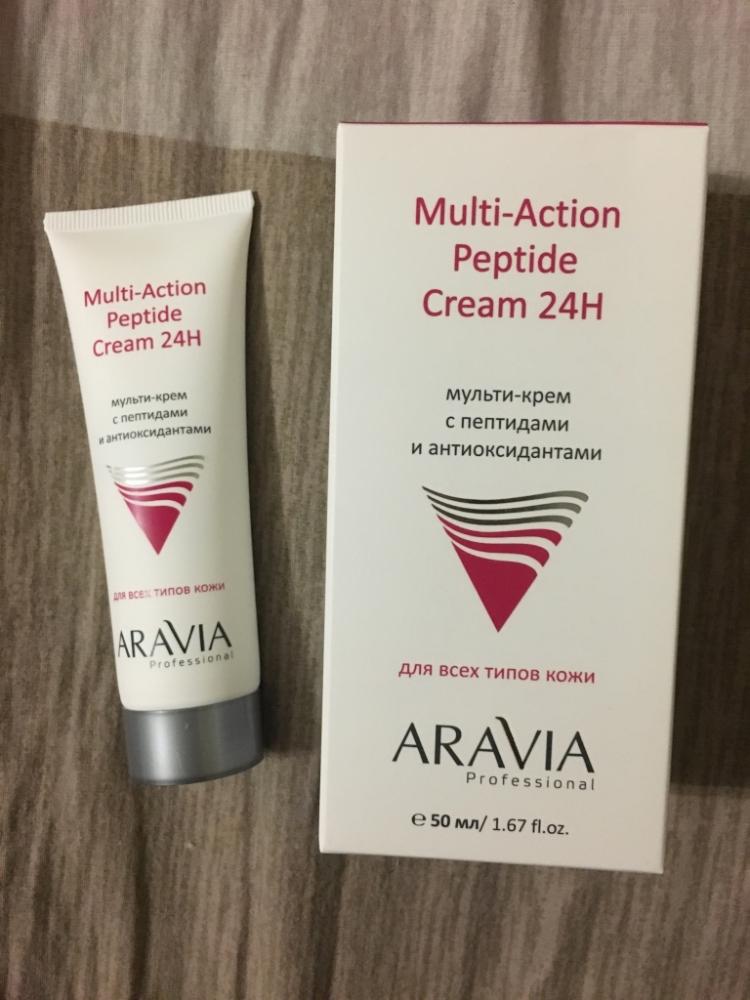 Multi-Action
Peptide
Cream 24H
мульти-крем
с пептидами
и антиоксидантами
для всех типов кожи
ARAVIA
Professional
Multi-Action
Peptide
Cream 24H
мульти-крем
с пептидами
и антиоксидантами
для всех типов кожи
ARAVIA
Professional
℮ 50 мл/ 1.67 fl.oz.